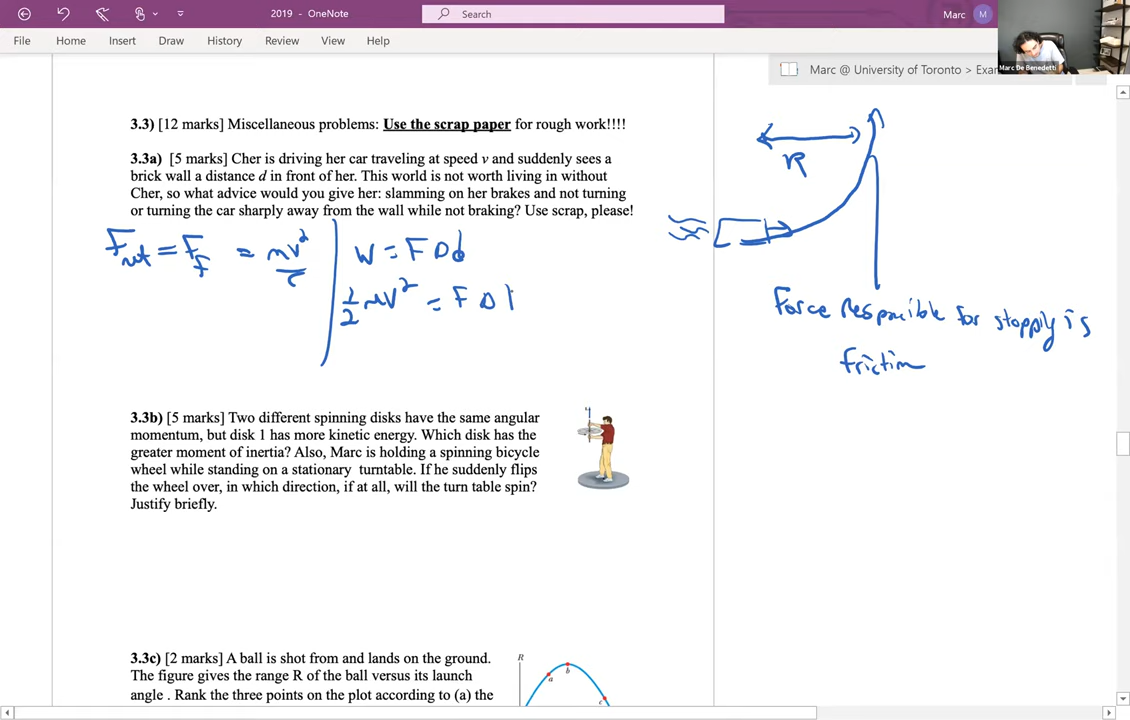 2019 - OneNote
Search
Marc
M
File Home Insert Draw History Review View Help
Marc De Benedetti
Marc @ University of Toronto > Exa
3.3) [12 marks] Miscellaneous problems: Use the scrap paper for rough work!!!!
3.3a) [5 marks] Cher is driving her car traveling at speed v and suddenly sees a
brick wall a distance d in front of her. This world is not worth living in without
Cher, so what advice would you give her: slamming on her brakes and not turning
or turning the car sharply away from the wall while not braking? Use scrap, please!
R
Fnet = Ff = mv²/r
W = FΔd
1/2 mv² = FΔ
Force Responsible for stopply is
friction
3.3b) [5 marks] Two different spinning disks have the same angular
momentum, but disk 1 has more kinetic energy. Which disk has the
greater moment of inertia? Also, Marc is holding a spinning bicycle
wheel while standing on a stationary turntable. If he suddenly flips
the wheel over, in which direction, if at all, will the turn table spin?
Justify briefly.
3.3c) [2 marks] A ball is shot from and lands on the ground.
The figure gives the range R of the ball versus its launch
angle . Rank the three points on the plot according to (a) the
R
a
b
c